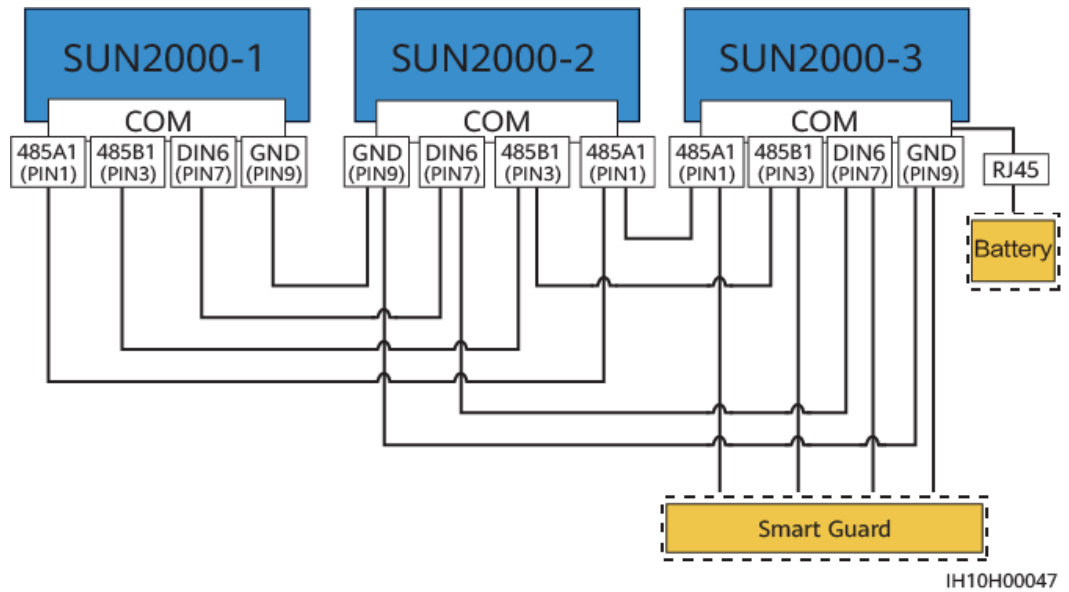 SUN2000-1
SUN2000-2
SUN2000-3
COM
COM
COM
485A1
(PIN1)
485B1
(PIN3)
DIN6
(PIN7)
GND
(PIN9)
GND
(PIN9)
DIN6
(PIN7)
485B1
(PIN3)
485A1
(PIN1)
485A1
(PIN1)
485B1
(PIN3)
DIN6
(PIN7)
GND
(PIN9)
RJ45
Battery
Smart Guard
IH10H00047